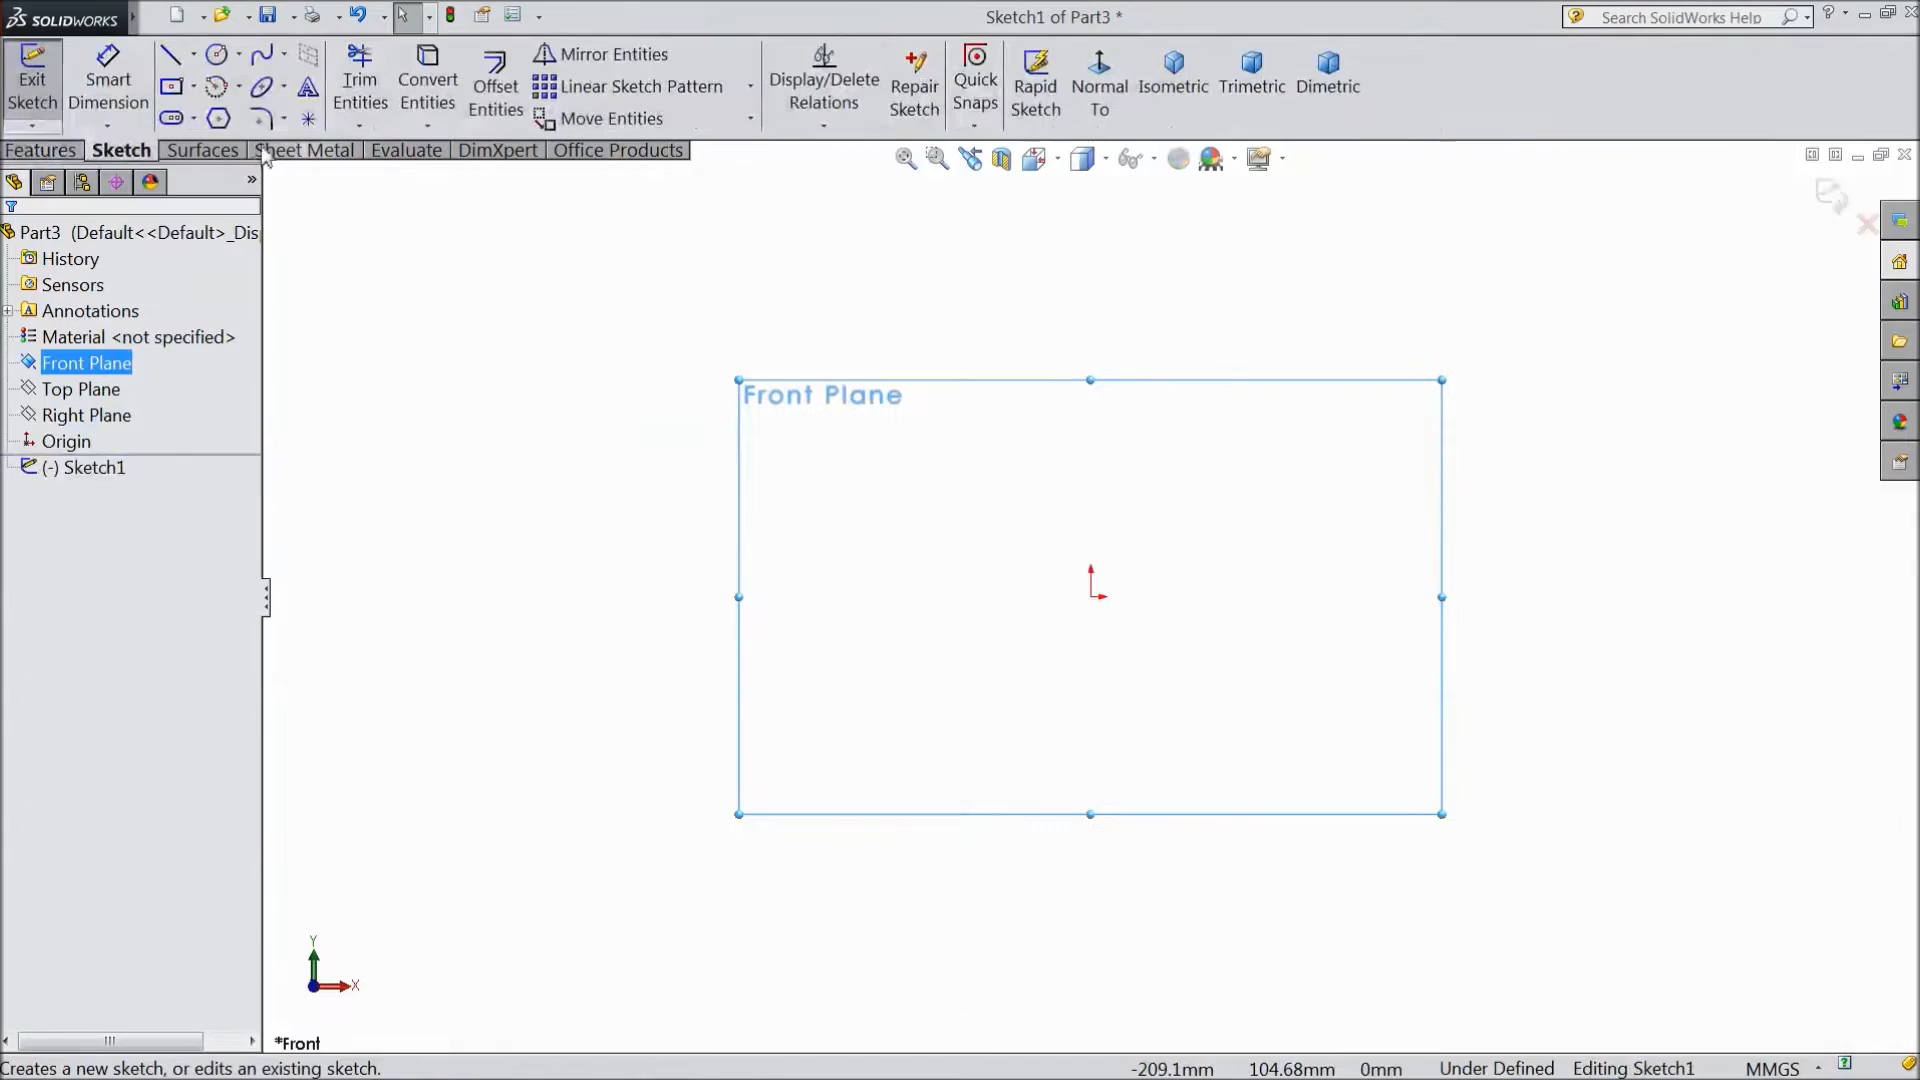 SOLIDWORKS
Sketch1 of Part3 *
Search SolidWorks Help
Exit Sketch
Smart Dimension
Trim Entities
Convert Entities
Offset Entities
Mirror Entities
Linear Sketch Pattern
Move Entities
Display/Delete Relations
Repair Sketch
Quick Snaps
Rapid Sketch
Normal To
Isometric
Trimetric
Dimetric
Features
Sketch
Surfaces
Sheet Metal
Evaluate
DimXpert
Office Products
Part3 (Default<<Default>_Dis
History
Sensors
Annotations
Material <not specified>
Front Plane
Top Plane
Right Plane
Origin
(-) Sketch1
Front Plane
Y
X
*Front
Creates a new sketch, or edits an existing sketch.
-209.1mm 104.68mm 0mm Under Defined Editing Sketch1 MMGS